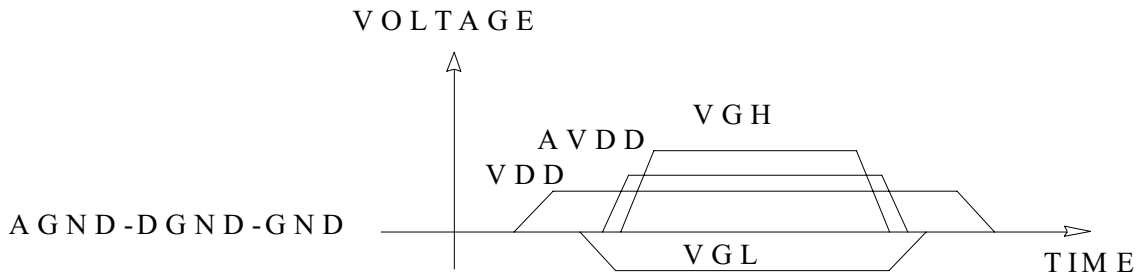 VOLTAGE
VGH
AVDD
VDD
AGND-DGND-GND
VGL
TIME